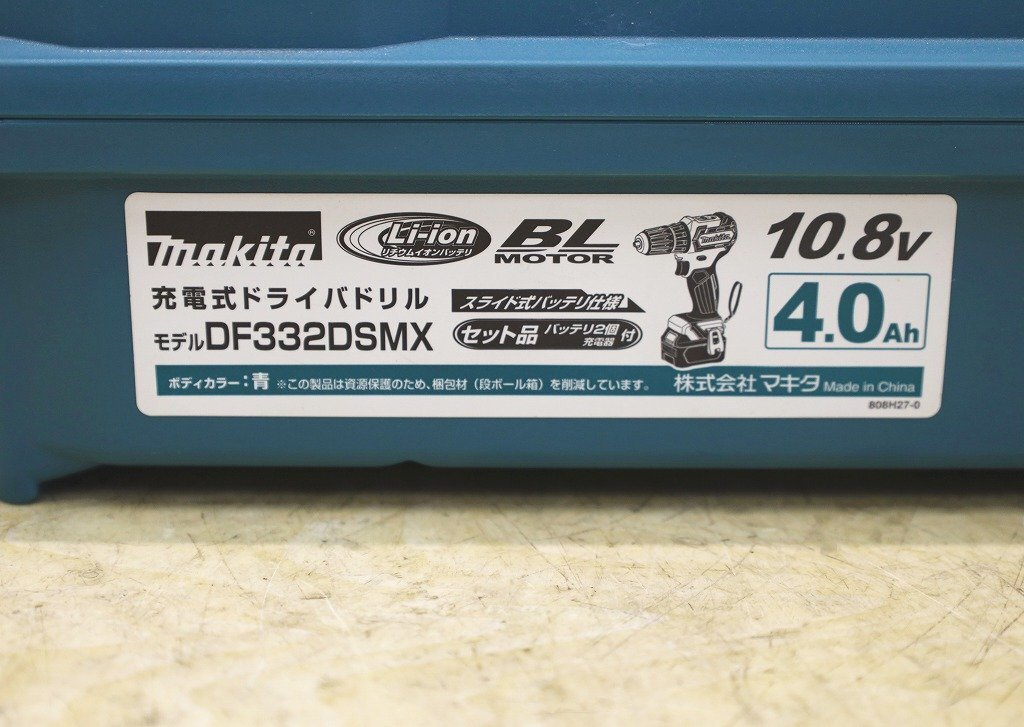 makita®
Li-ion
リチウムイオンバッテリ
BL
MOTOR
10.8V
充電式ドライバドリル
スライド式バッテリ仕様
4.0Ah
モデルDF332DSMX
セット品 バッテリ2個 充電器 付
makita
ボディカラー:青 ※この製品は資源保護のため、梱包材(段ボール箱)を削減しています。 株式会社 マキタ Made in China
808H27-0